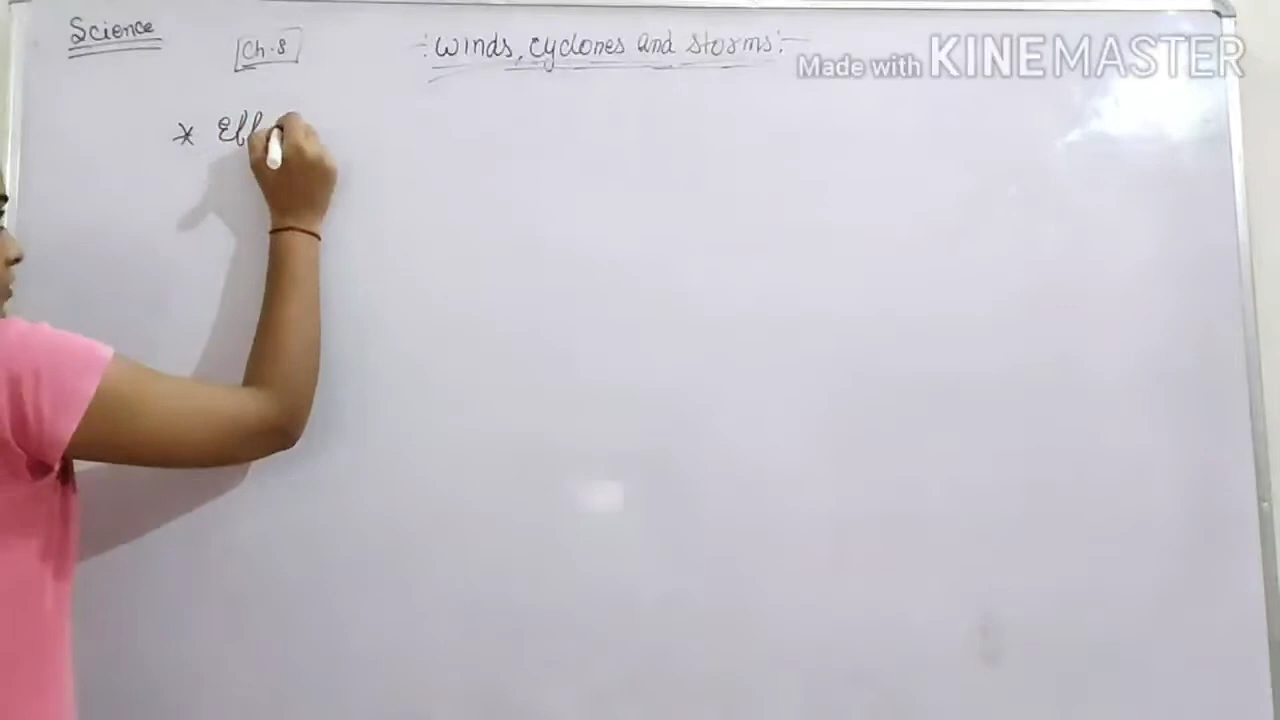 Science
Ch.8
-:Winds, cyclones and storms:-
Made with KINEMASTER
* Eff